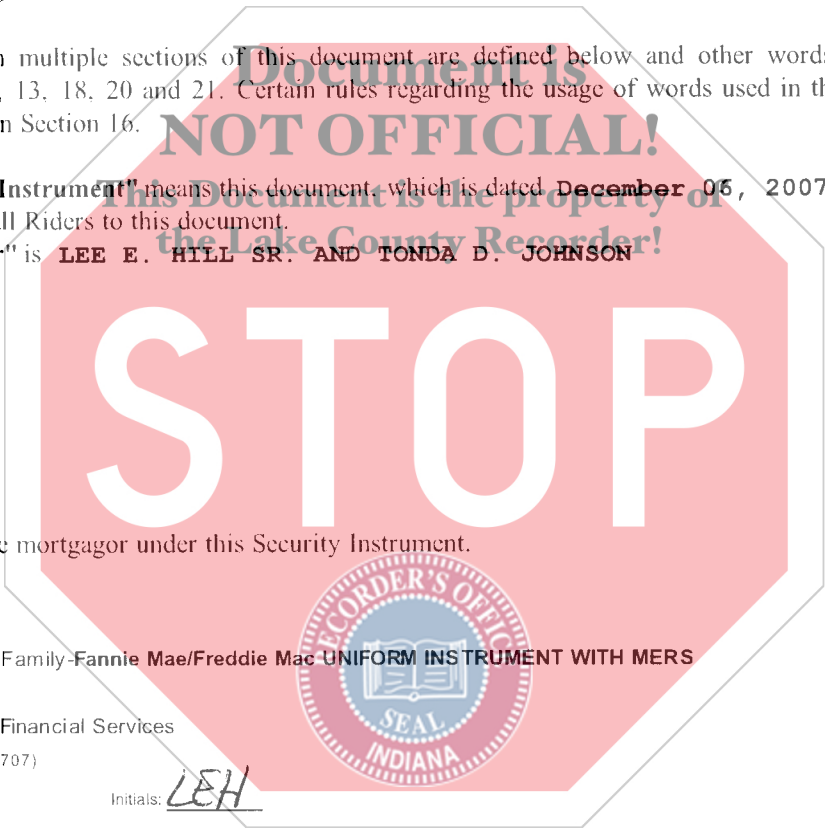 multiple sections of this document are defined below and other words
, 13, 18, 20 and 21. Certain rules regarding the usage of words used in th
n Section 16.
Document is
NOT OFFICIAL!
This Document is the property of
the Lake County Recorder!
Instrument" means this document, which is dated December 06, 2007
ll Riders to this document.
" is LEE E. HILL SR. AND TONDA D. JOHNSON
STOP
e mortgagor under this Security Instrument.
RECORDER'S OFFICE
SEAL
INDIANA
Family-Fannie Mae/Freddie Mac UNIFORM INSTRUMENT WITH MERS
Financial Services
707)
Initials: LEH